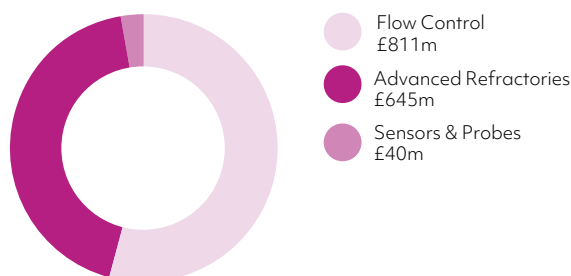 Flow Control
£811m
Advanced Refractories
£645m
Sensors & Probes
£40m